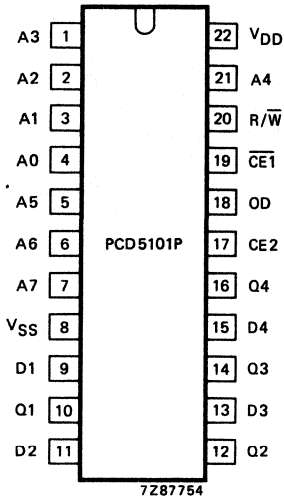 A3 1 22 VDD
A2 2 21 A4
A1 3 20 R/W̅
A0 4 19 C̅E̅1̅
A5 5 18 OD
A6 6 PCD5101P 17 CE2
A7 7 16 Q4
VSS 8 15 D4
D1 9 14 Q3
Q1 10 13 D3
D2 11 12 Q2
7Z87754